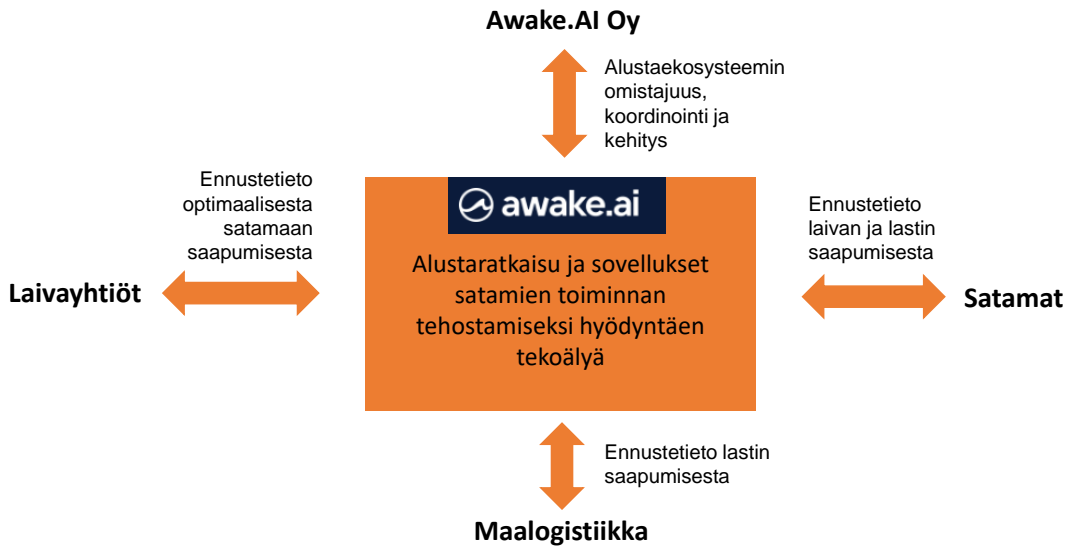 Awake.AI Oy
Alustaekosysteemin
omistajuus,
koordinointi ja
kehitys
Ennustetieto
optimaalisesta
satamaan
saapumisesta
Laivayhtiöt
awake.ai
Alustaratkaisu ja sovellukset
satamien toiminnan
tehostamiseksi hyödyntäen
tekoälyä
Ennustetieto
laivan ja lastin
saapumisesta
Satamat
Ennustetieto lastin
saapumisesta
Maalogistiikka